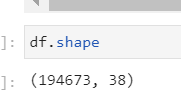 ]: df.shape
]: (194673, 38)